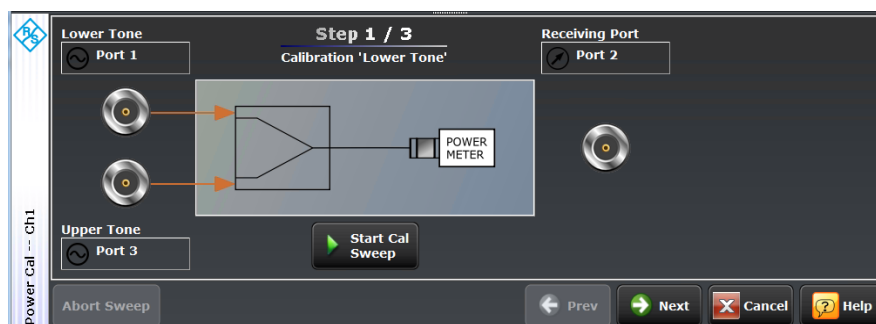 R&S
Lower Tone
Port 1
Step 1 / 3
Calibration 'Lower Tone'
Receiving Port
Port 2
POWER
METER
Upper Tone
Port 3
Start Cal
Sweep
Power Cal -- Ch1
Abort Sweep
Prev
Next
Cancel
? Help